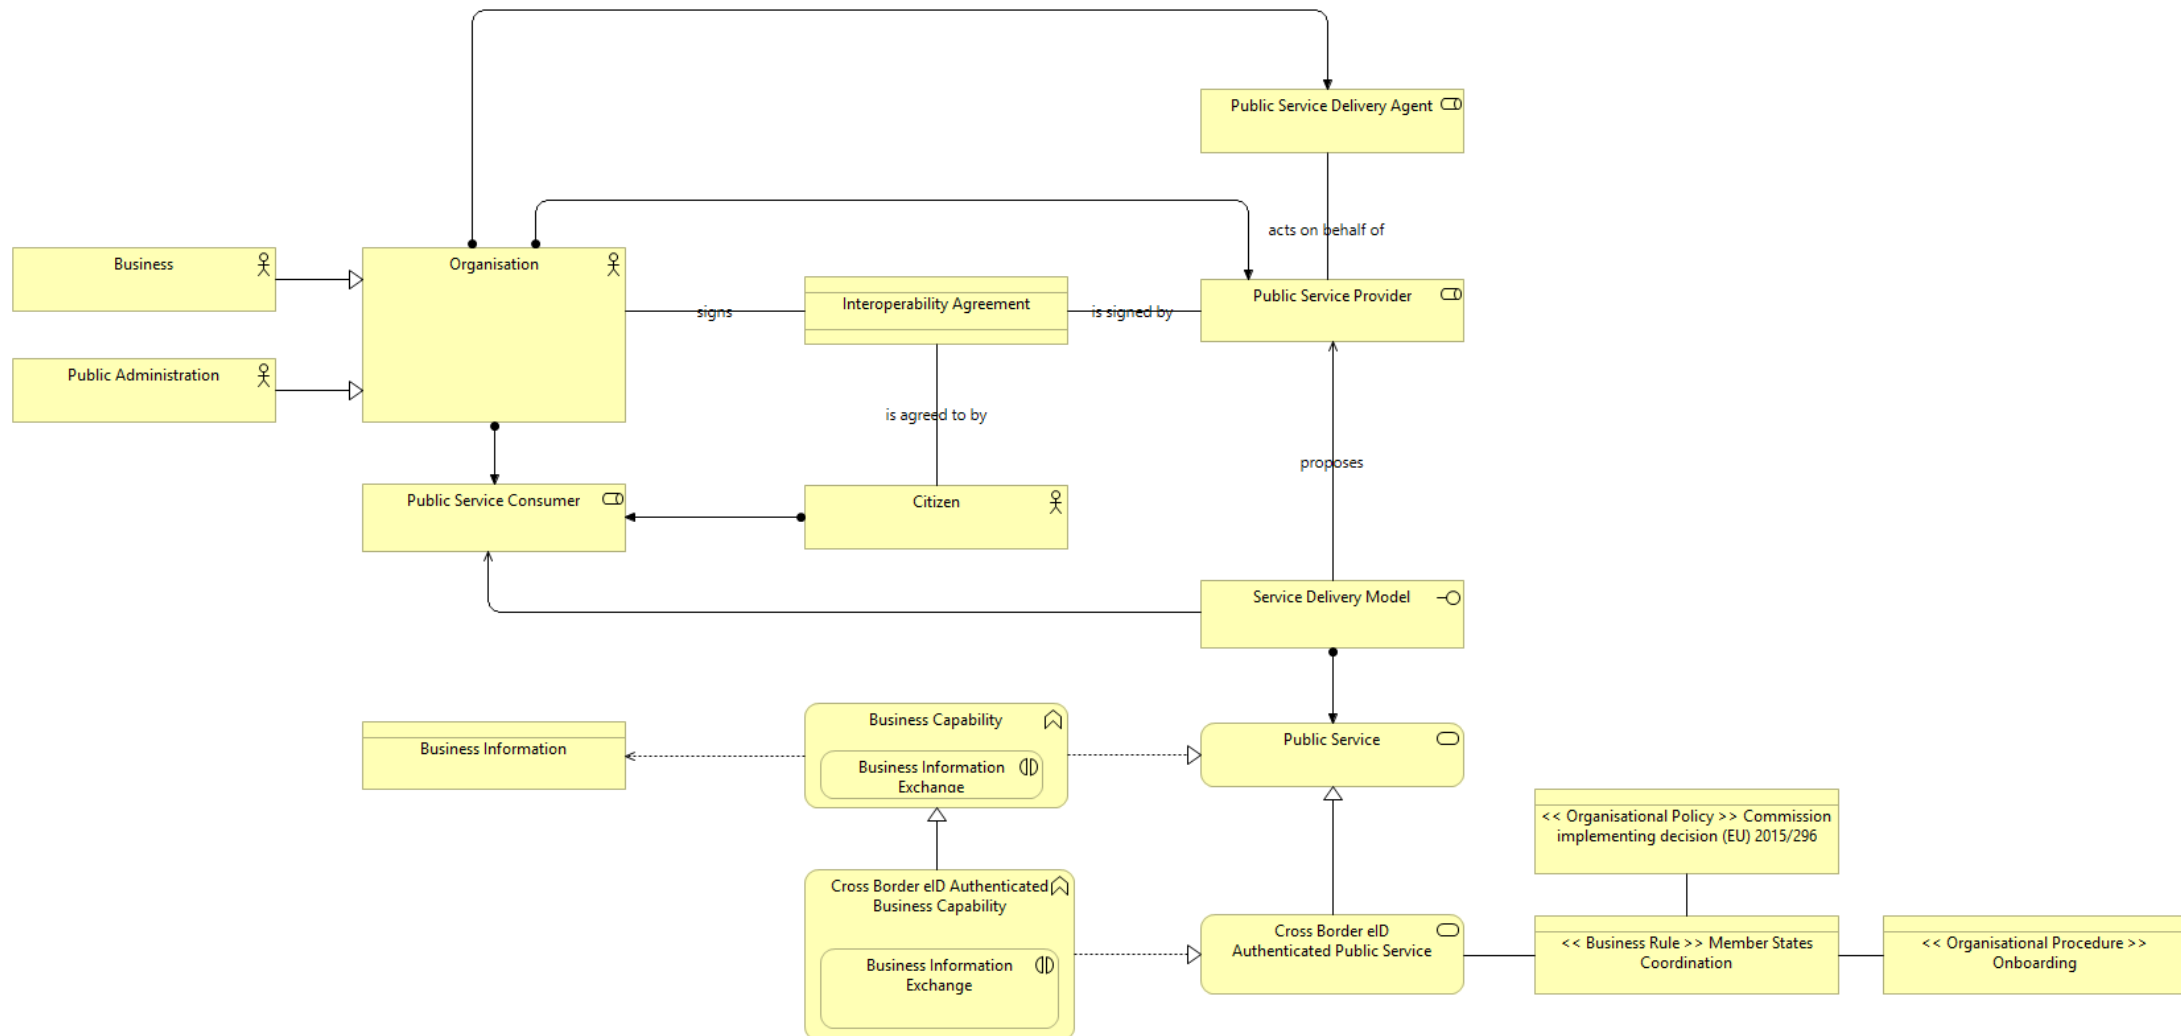 Public Service Delivery Agent
acts on behalf of
Business
Organisation
Interoperability Agreement
Public Service Provider
signs
is signed by
Public Administration
is agreed to by
proposes
Public Service Consumer
Citizen
Service Delivery Model
Business Information
Business Capability
Business Information
Exchange
Public Service
<< Organisational Policy >> Commission
implementing decision (EU) 2015/296
Cross Border eID Authenticated
Business Capability
Business Information
Exchange
Cross Border eID
Authenticated Public Service
<< Business Rule >> Member States
Coordination
<< Organisational Procedure >>
Onboarding